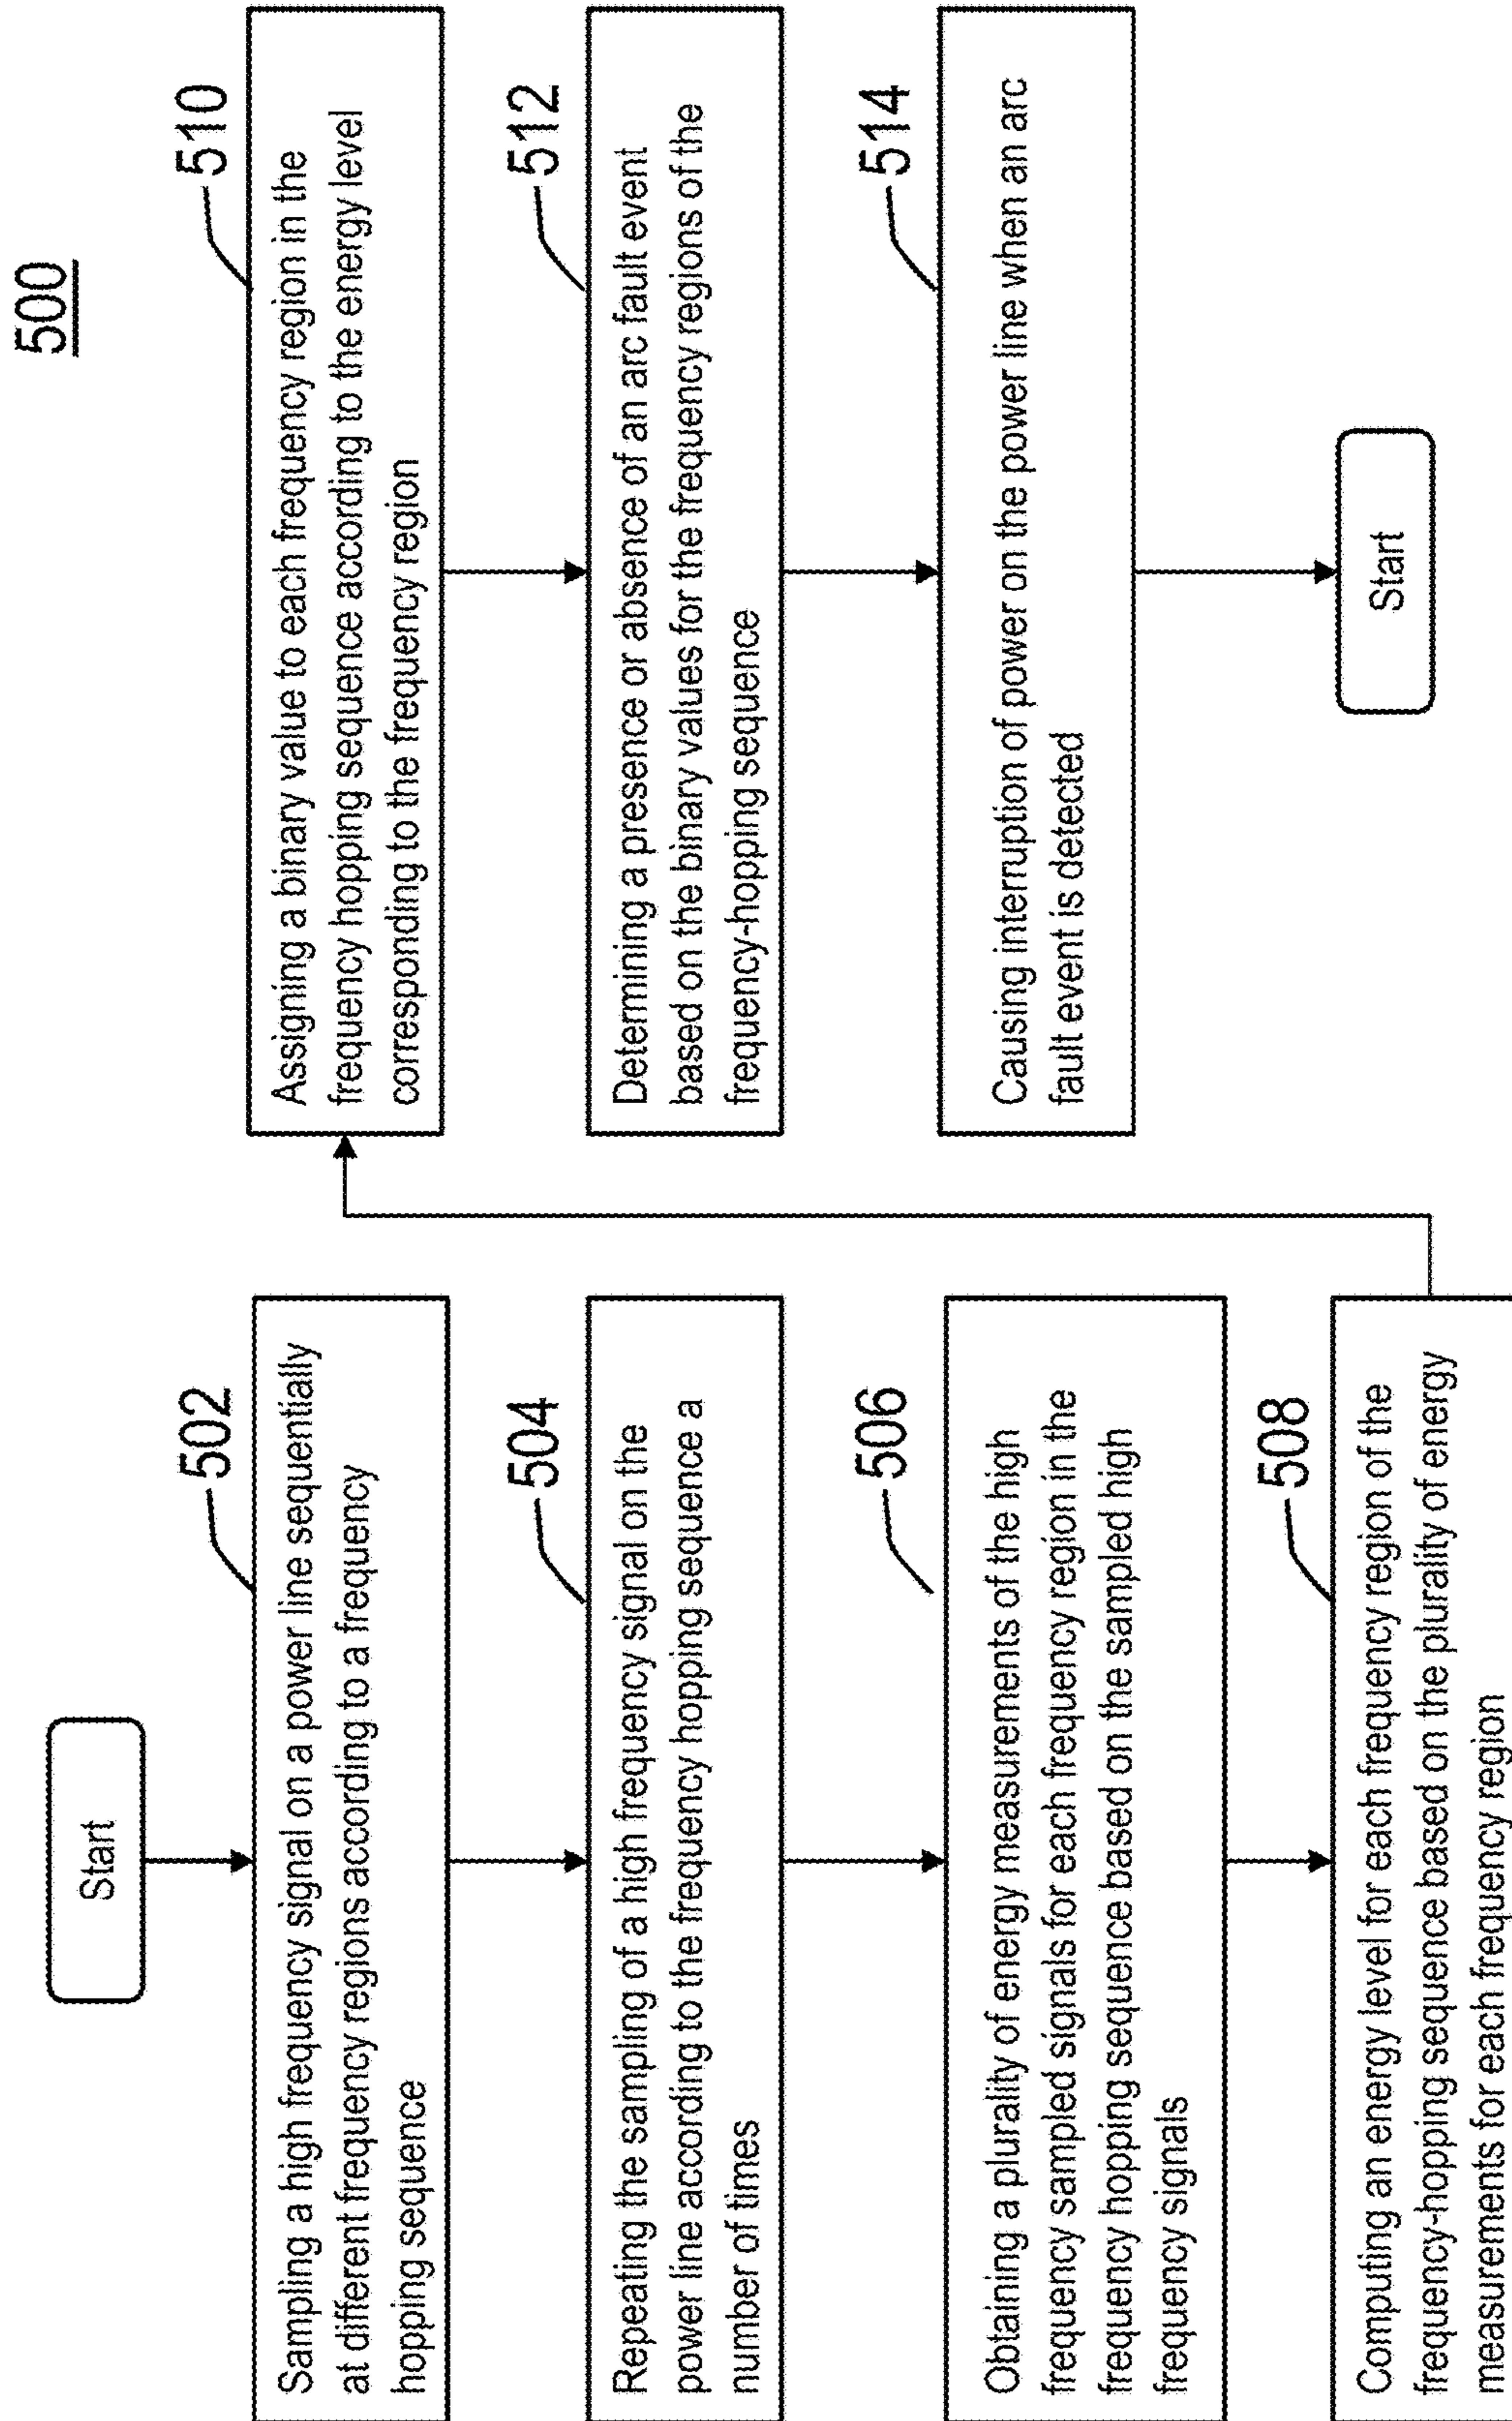 500
Start
502
Sampling a high frequency signal on a power line sequentially
at different frequency regions according to a frequency
hopping sequence
504
Repeating the sampling of a high frequency signal on the
power line according to the frequency hopping sequence a
number of times
506
Obtaining a plurality of energy measurements of the high
frequency sampled signals for each frequency region in the
frequency hopping sequence based on the sampled high
frequency signals
508
Computing an energy level for each frequency region of the
frequency-hopping sequence based on the plurality of energy
measurements for each frequency region
510
Assigning a binary value to each frequency region in the
frequency hopping sequence according to the energy level
corresponding to the frequency region
512
Determining a presence or absence of an arc fault event
based on the binary values for the frequency regions of the
frequency-hopping sequence
514
Causing interruption of power on the power line when an arc
fault event is detected
Start